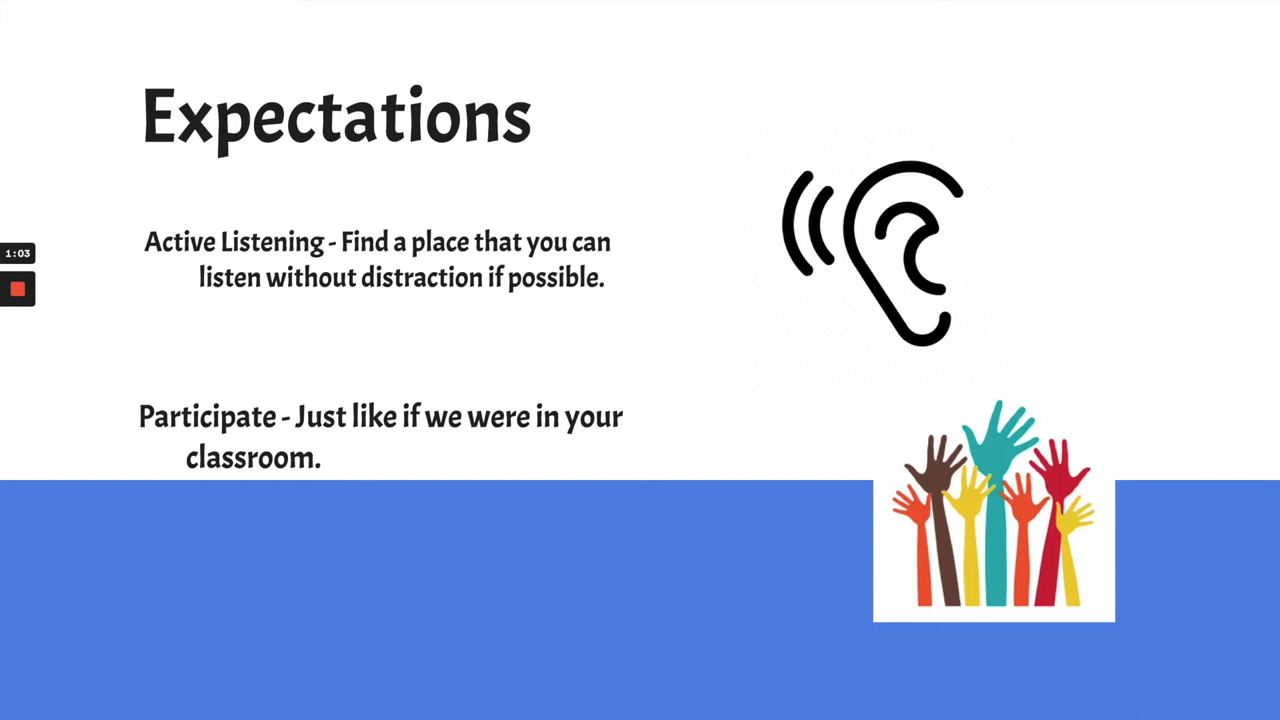 Expectations
Active Listening - Find a place that you can
listen without distraction if possible.
1:03
Participate - Just like if we were in your
classroom.